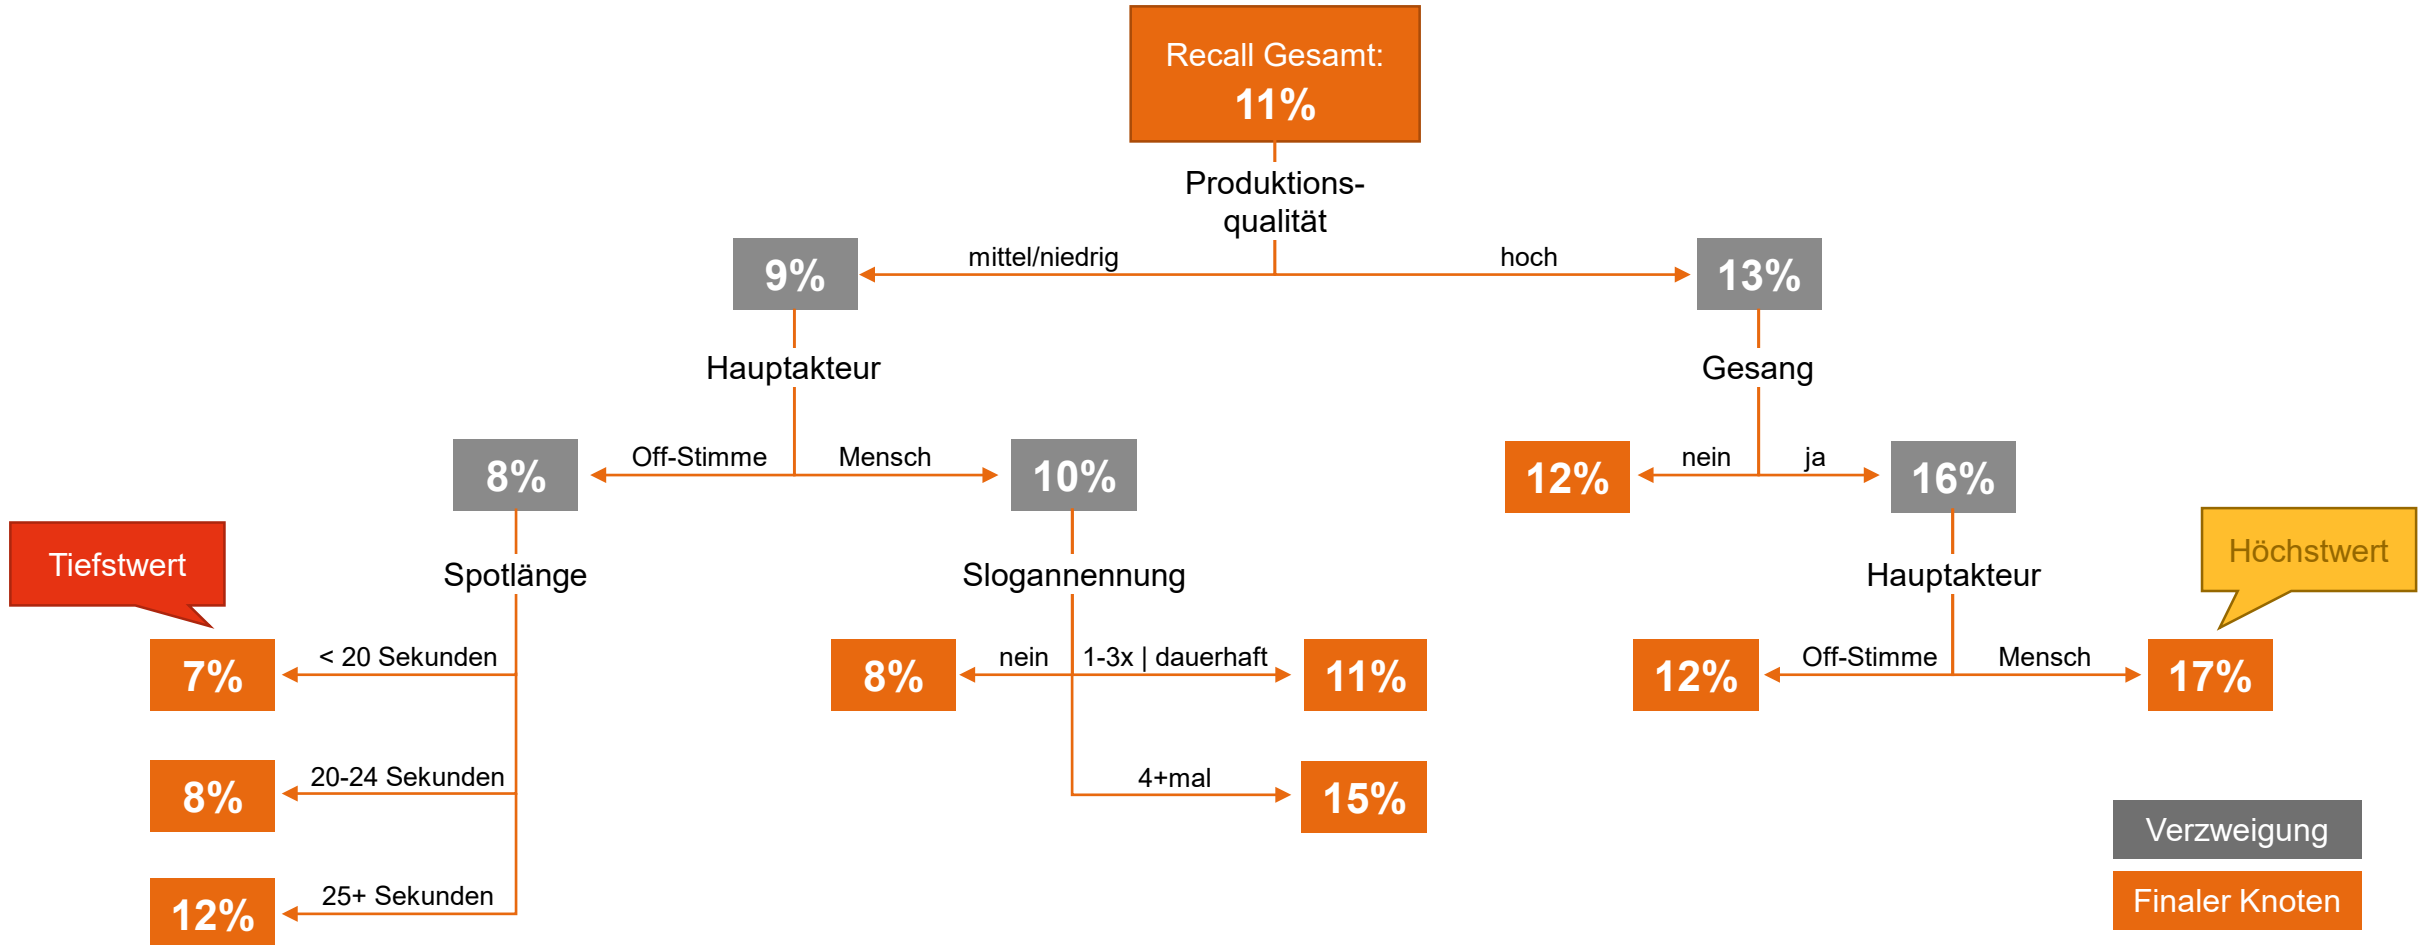 Recall Gesamt:
11%
Produktions-
qualität
mittel/niedrig
hoch
9%
13%
Hauptakteur
Gesang
Off-Stimme
Mensch
nein
ja
8%
10%
12%
16%
Tiefstwert
Höchstwert
Spotlänge
Slogannennung
Hauptakteur
7%
< 20 Sekunden
8%
nein
1-3x | dauerhaft
11%
12%
Off-Stimme
Mensch
17%
8%
20-24 Sekunden
4+mal
15%
12%
25+ Sekunden
Verzweigung
Finaler Knoten